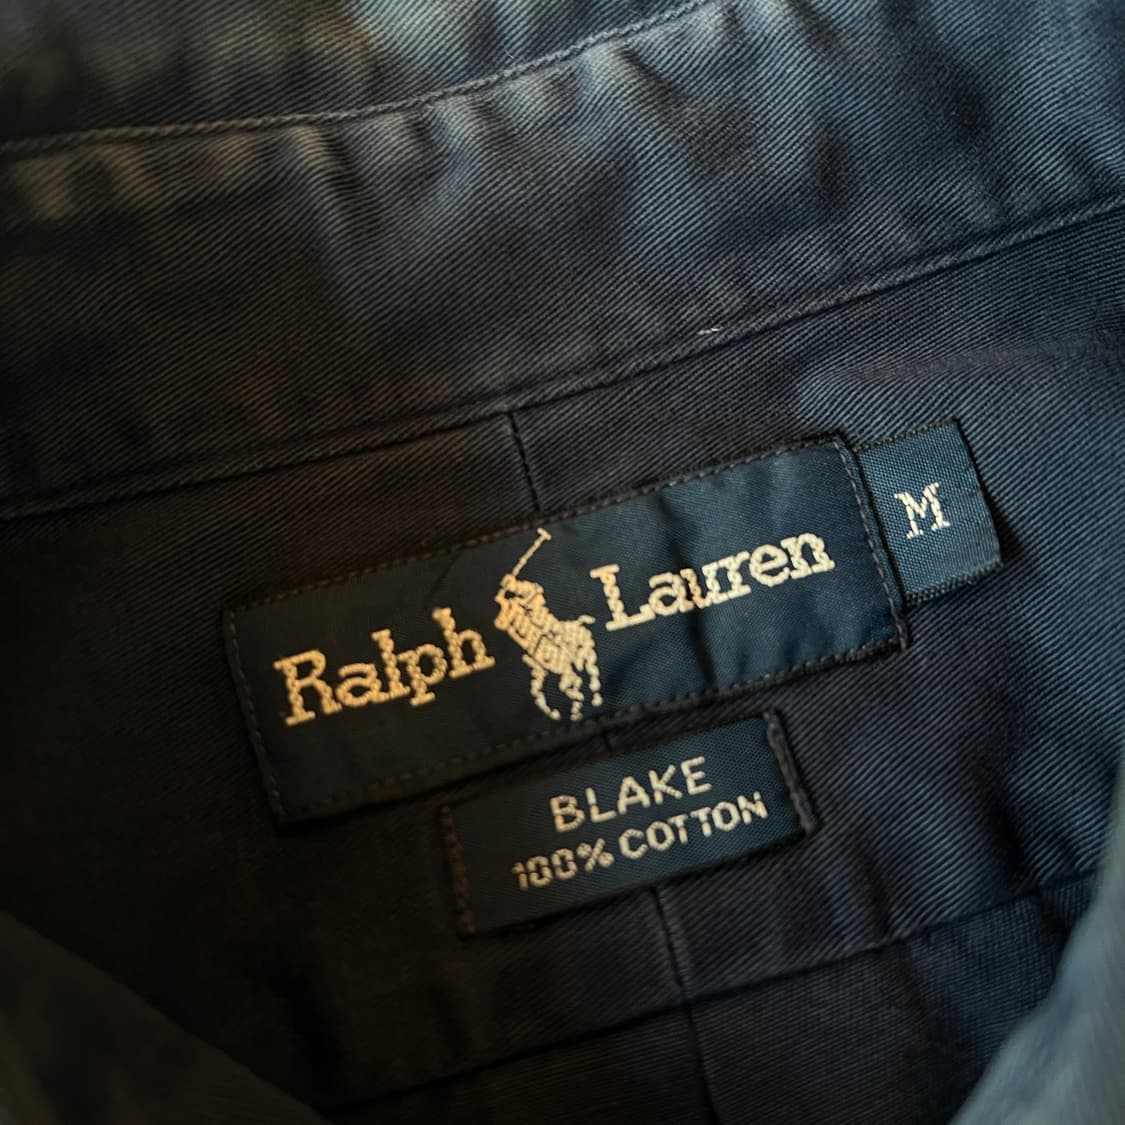 Ralph Lauren
M
BLAKE
100% COTTON